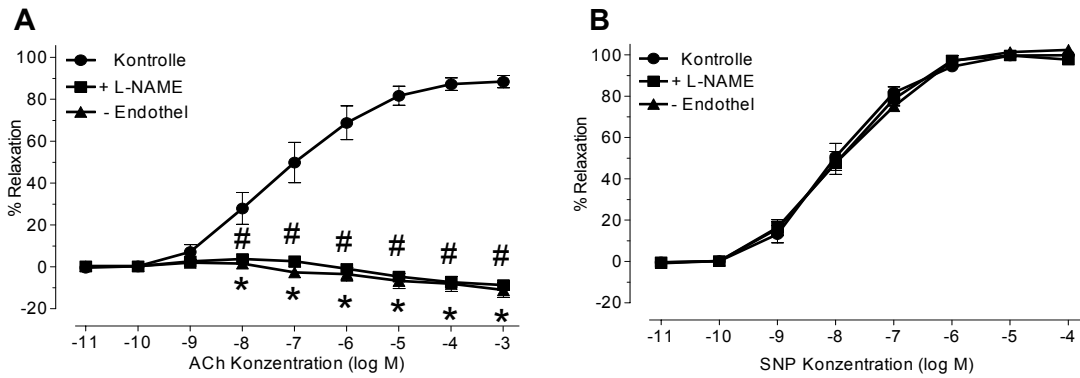 A
Kontrolle
+ L-NAME
- Endothel
% Relaxation
100
80
60
40
20
0
-20
# # # # # #
* * * * * *
-11 -10 -9 -8 -7 -6 -5 -4 -3
ACh Konzentration (log M)
B
Kontrolle
+ L-NAME
- Endothel
% Relaxation
100
80
60
40
20
0
-20
-11 -10 -9 -8 -7 -6 -5 -4
SNP Konzentration (log M)